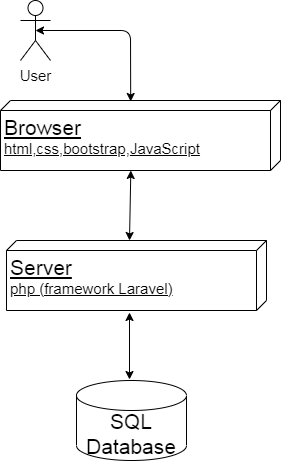 User
Browser
html,css,bootstrap,JavaScript
Server
php (framework Laravel)
SQL
Database